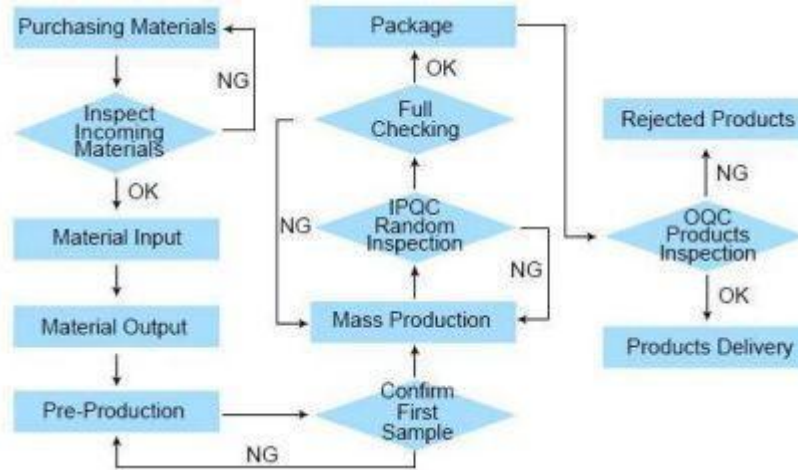 Purchasing Materials
NG
Inspect
Incoming
Materials
OK
Material Input
Material Output
Pre-Production
NG
Confirm
First
Sample
Mass Production
NG
IPQC
Random
Inspection
NG
Full
Checking
OK
Package
OQC
Products
Inspection
NG
Rejected Products
OK
Products Delivery